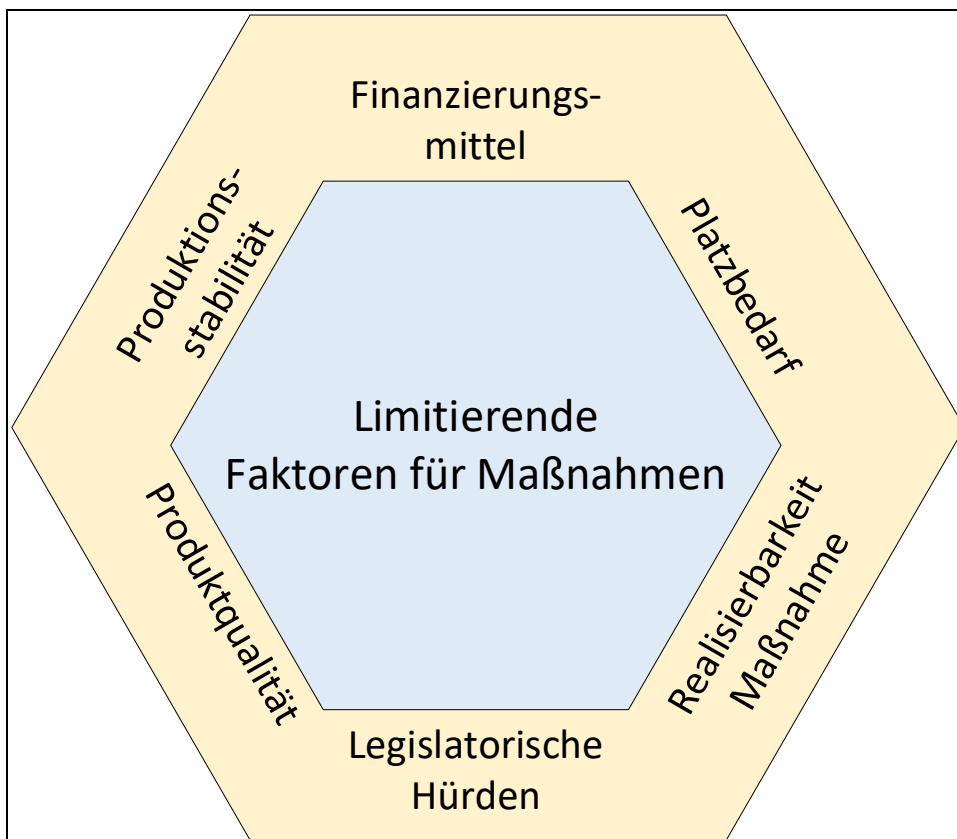 Finanzierungs-
mittel
Produktions-
stabilität
Platzbedarf
Limitierende
Faktoren für Maßnahmen
Produktqualität
Realisierbarkeit
Maßnahme
Legislatorische
Hürden